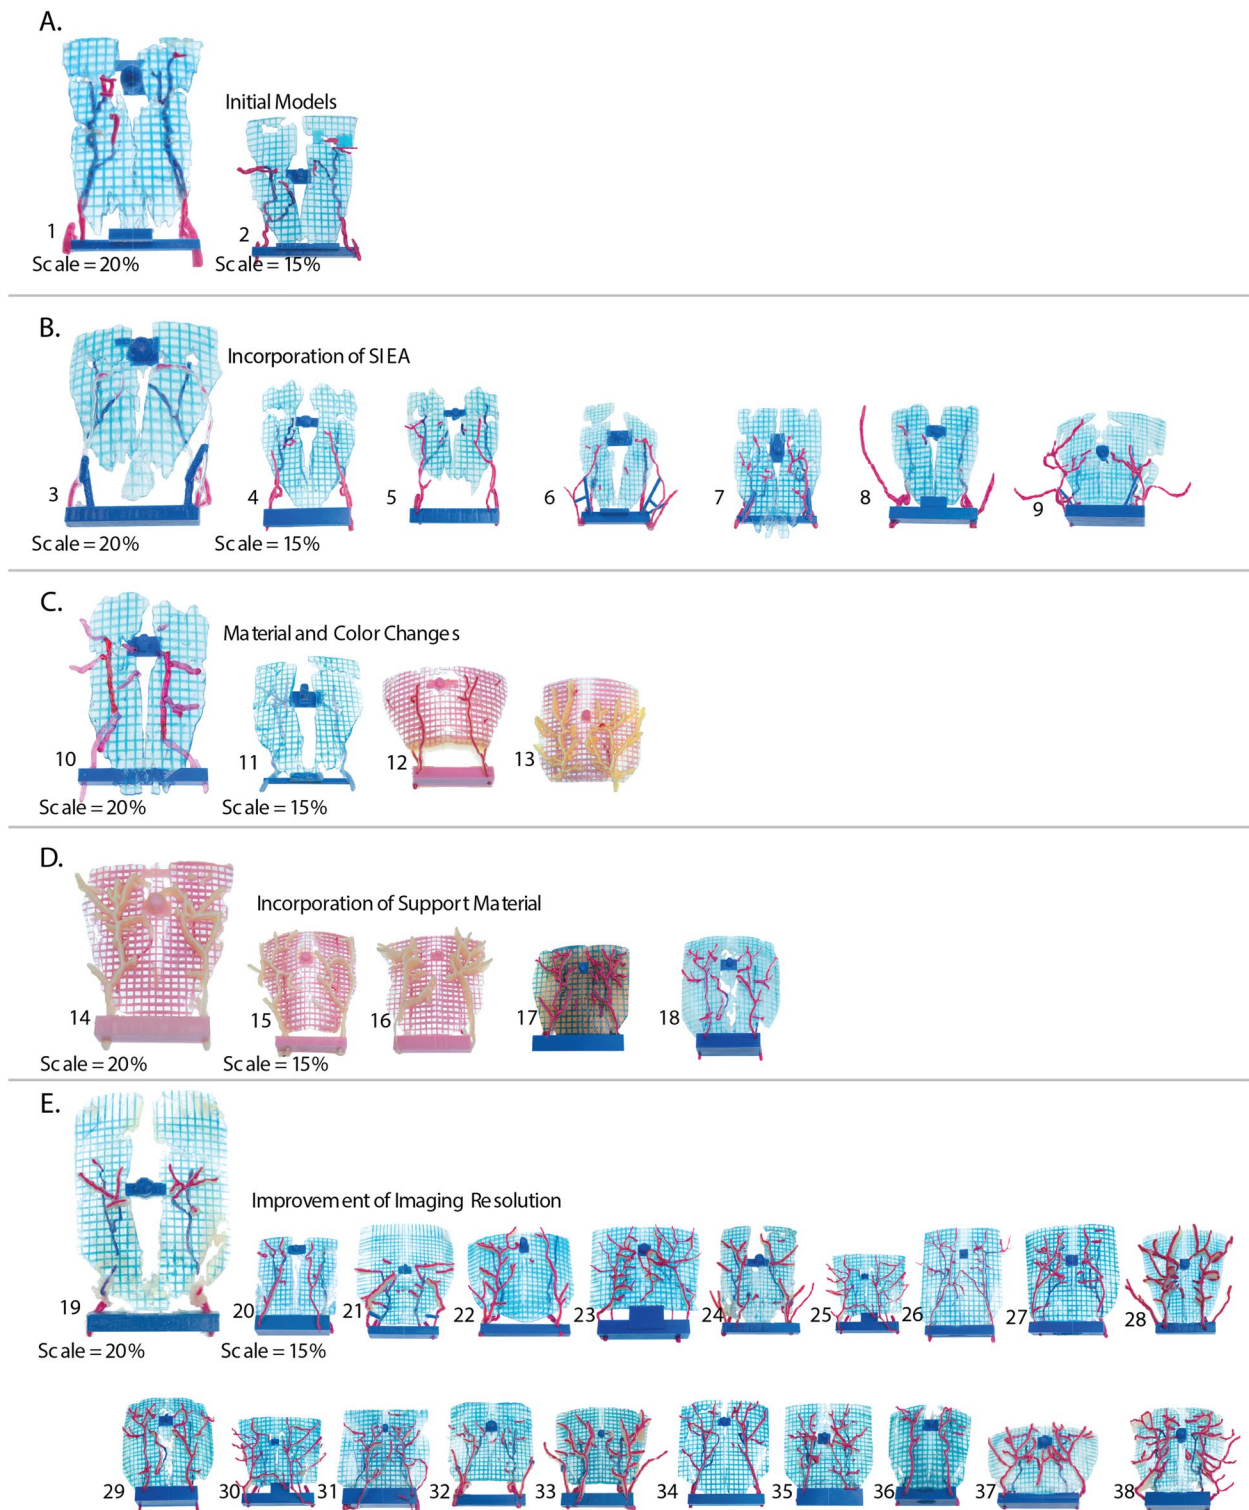 A.
Initial Models
1
2
Scale = 20%
Scale = 15%
B.
Incorporation of SIEA
3
4
5
6
7
8
9
Scale = 20%
Scale = 15%
C.
Material and Color Changes
10
11
12
13
Scale = 20%
Scale = 15%
D.
Incorporation of Support Material
14
15
16
17
18
Scale = 20%
Scale = 15%
E.
Improvement of Imaging Resolution
19
20
21
22
23
24
25
26
27
28
Scale = 20%
Scale = 15%
29
30
31
32
33
34
35
36
37
38